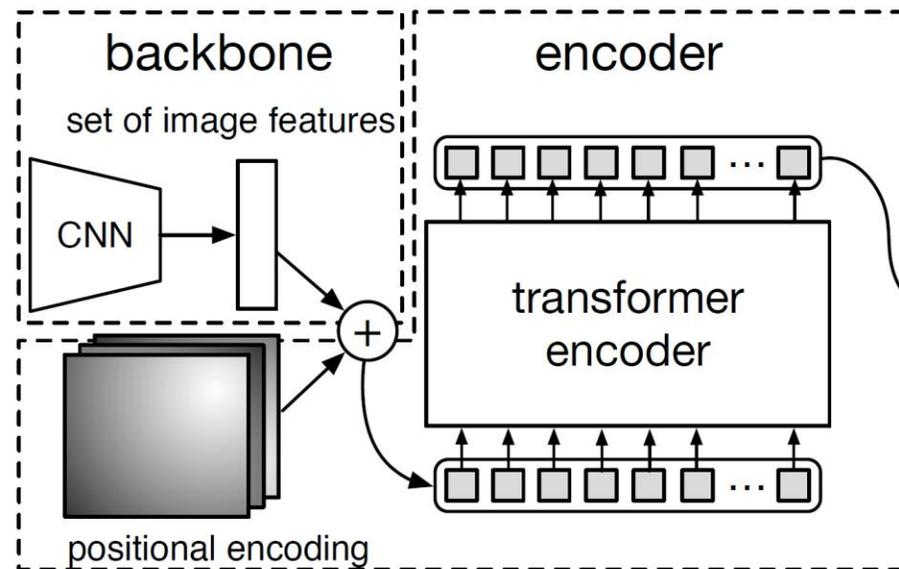 backbone
set of image features
CNN
positional encoding
+
encoder
...
transformer
encoder
...